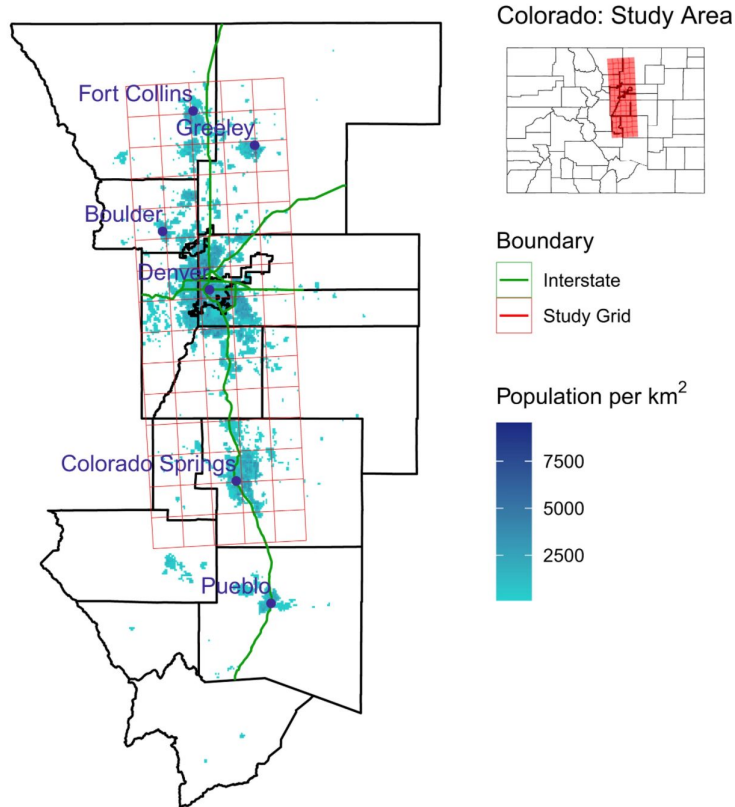 Colorado: Study Area
Fort Collins
Greeley
Boulder
Denver
Colorado Springs
Pueblo
Boundary
Interstate
Study Grid
Population per km²
7500
5000
2500